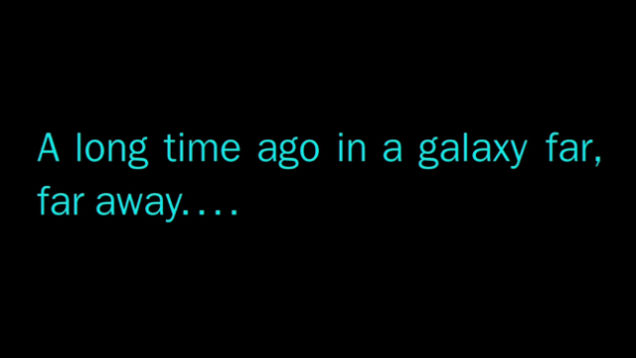 A long time ago in a galaxy far,
far away....